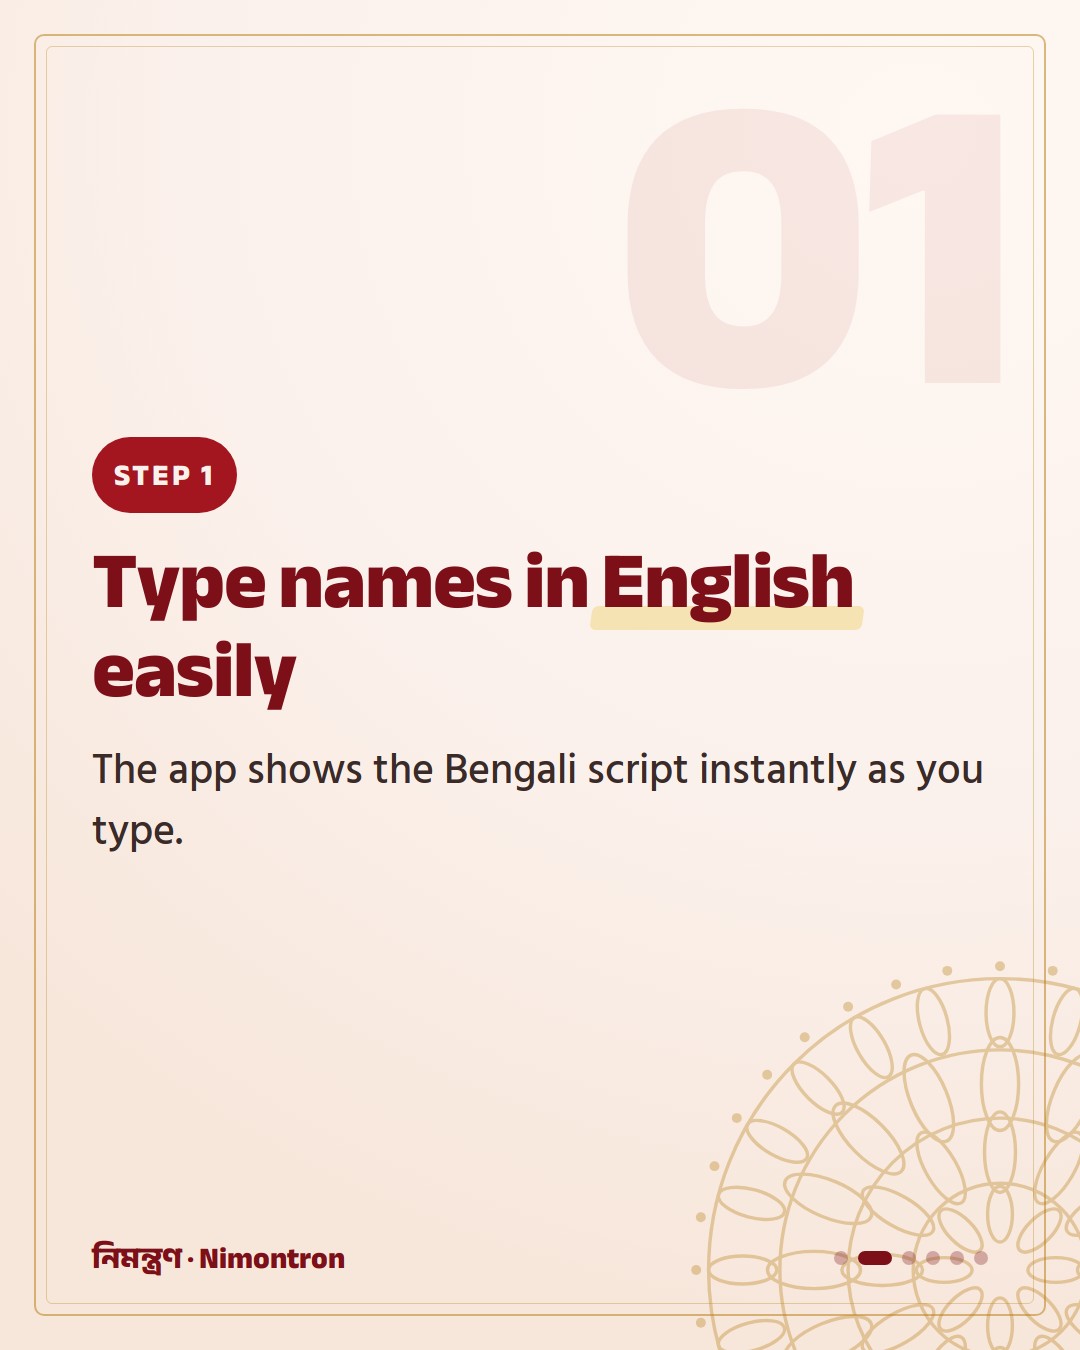 01
STEP 1
Type names in English
easily
The app shows the Bengali script instantly as you
type.
নিমন্ত্রণ · Nimontron